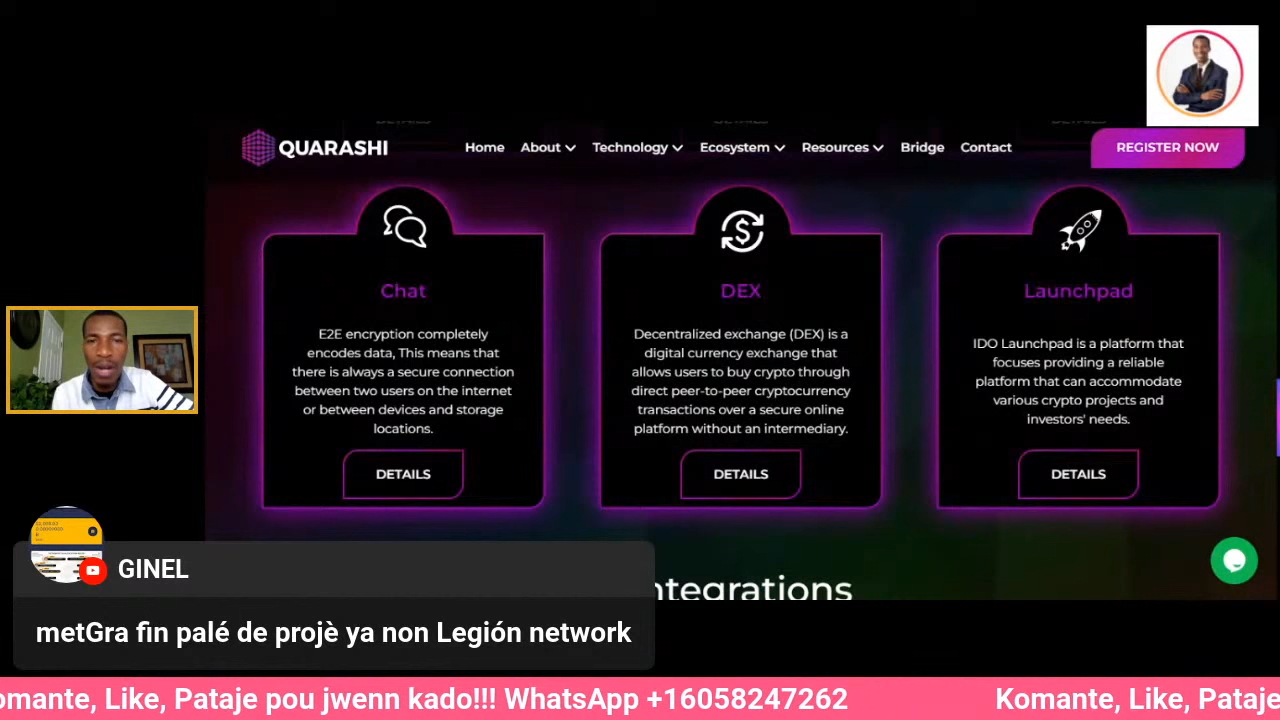 QUARASHI
Home About Technology Ecosystem Resources Bridge Contact
REGISTER NOW
DETAILS DETAILS DETAILS
Chat
E2E encryption completely
encodes data, This means that
there is always a secure connection
between two users on the internet
or between devices and storage
locations.
DETAILS
DEX
Decentralized exchange (DEX) is a
digital currency exchange that
allows users to buy crypto through
direct peer-to-peer cryptocurrency
transactions over a secure online
platform without an intermediary.
DETAILS
Launchpad
IDO Launchpad is a platform that
focuses providing a reliable
platform that can accommodate
various crypto projects and
investors' needs.
DETAILS
ntegrations
GINEL
metGra fin palé de projè ya non Legión network
omante, Like, Pataje pou jwenn kado!!! WhatsApp +16058247262 Komante, Like, Pataje